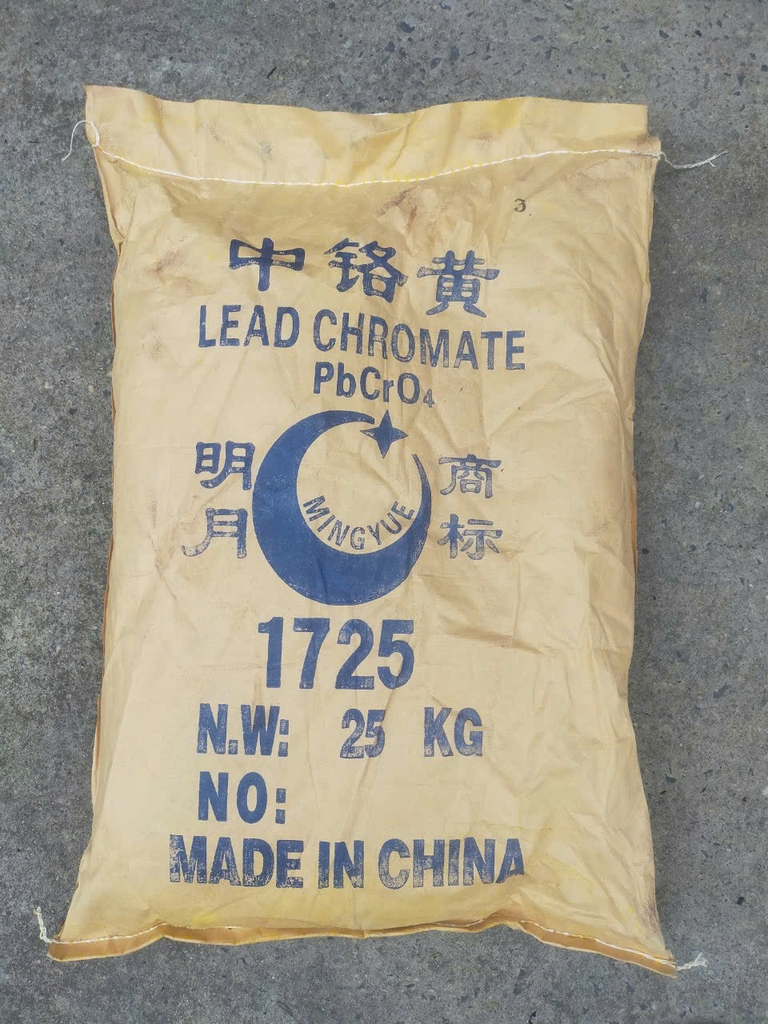 3
中铬黄
LEAD CHROMATE
PbCrO₄
明月
商标
MINGYUE
1725
N.W: 25 KG
NO:
MADE IN CHINA